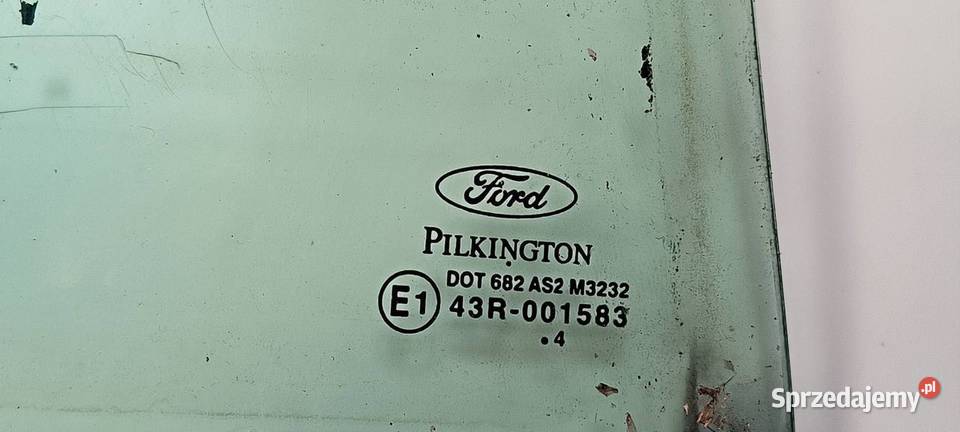 Ford
PILKINGTON
DOT 682 AS2 M3232
E1 43R-001583
.4
Sprzedajemy.pl